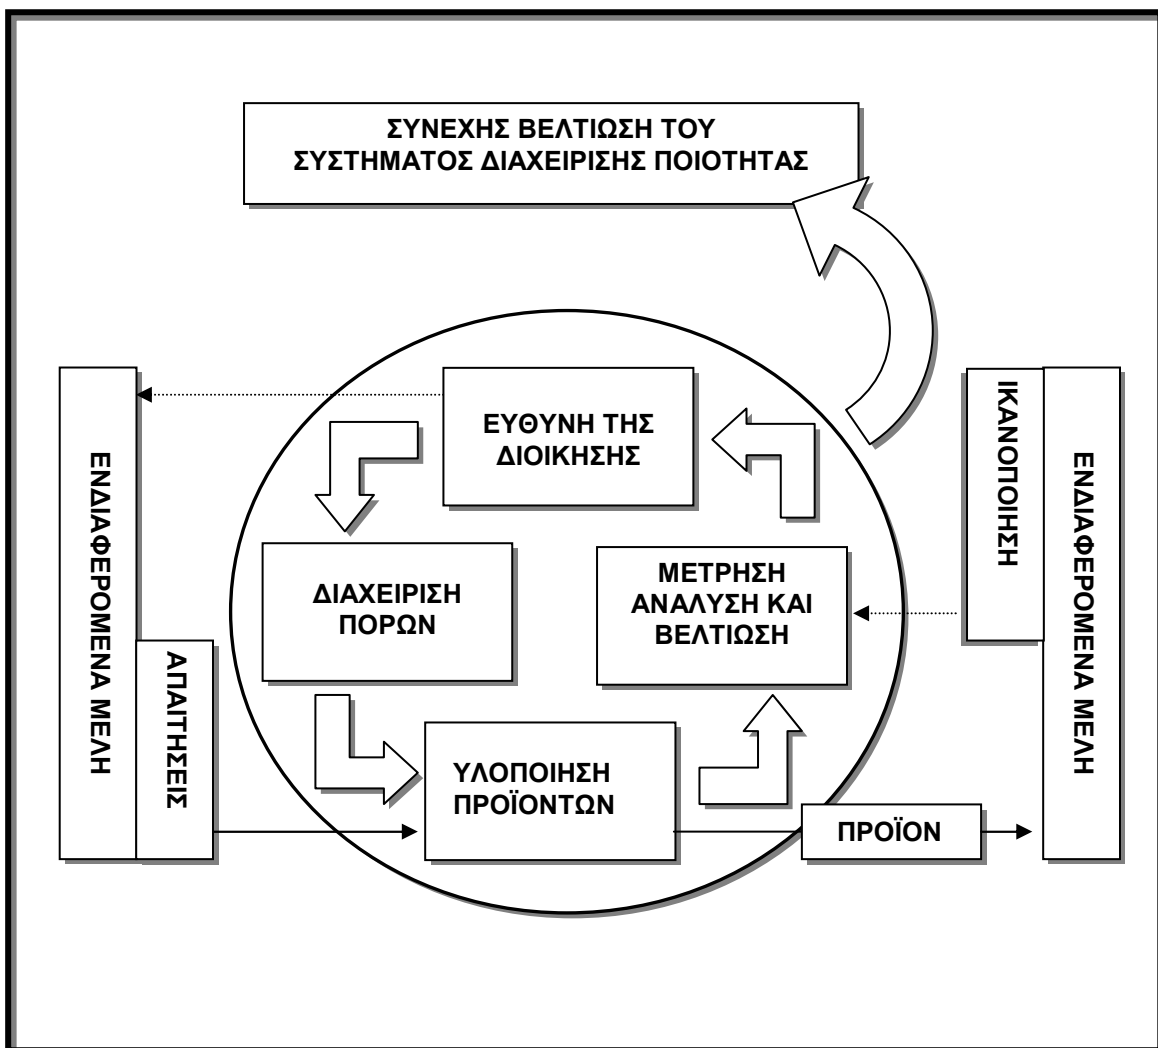 ΣΥΝΕΧΗΣ ΒΕΛΤΙΩΣΗ ΤΟΥ
ΣΥΣΤΗΜΑΤΟΣ ΔΙΑΧΕΙΡΙΣΗΣ ΠΟΙΟΤΗΤΑΣ
ΕΝΔΙΑΦΕΡΟΜΕΝΑ ΜΕΛΗ
ΑΠΑΙΤΗΣΕΙΣ
ΕΥΘΥΝΗ ΤΗΣ
ΔΙΟΙΚΗΣΗΣ
ΔΙΑΧΕΙΡΙΣΗ
ΠΟΡΩΝ
ΜΕΤΡΗΣΗ
ΑΝΑΛΥΣΗ ΚΑΙ
ΒΕΛΤΙΩΣΗ
ΥΛΟΠΟΙΗΣΗ
ΠΡΟΪΟΝΤΩΝ
ΠΡΟΪΟΝ
ΙΚΑΝΟΠΟΙΗΣΗ
ΕΝΔΙΑΦΕΡΟΜΕΝΑ ΜΕΛΗ